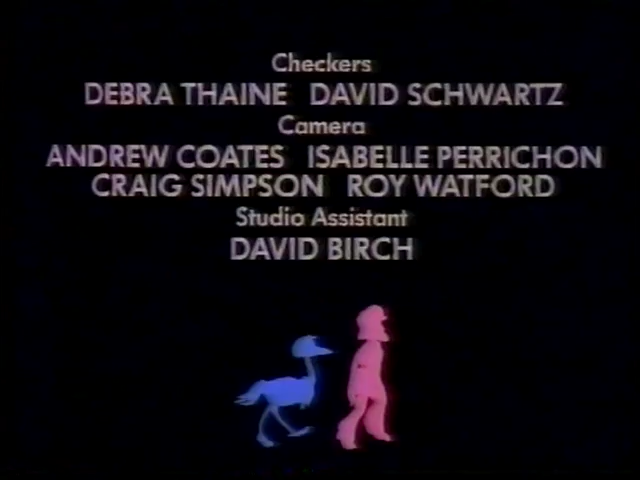 Checkers
DEBRA THAINE DAVID SCHWARTZ
Camera
ANDREW COATES ISABELLE PERRICHON
CRAIG SIMPSON ROY WATFORD
Studio Assistant
DAVID BIRCH